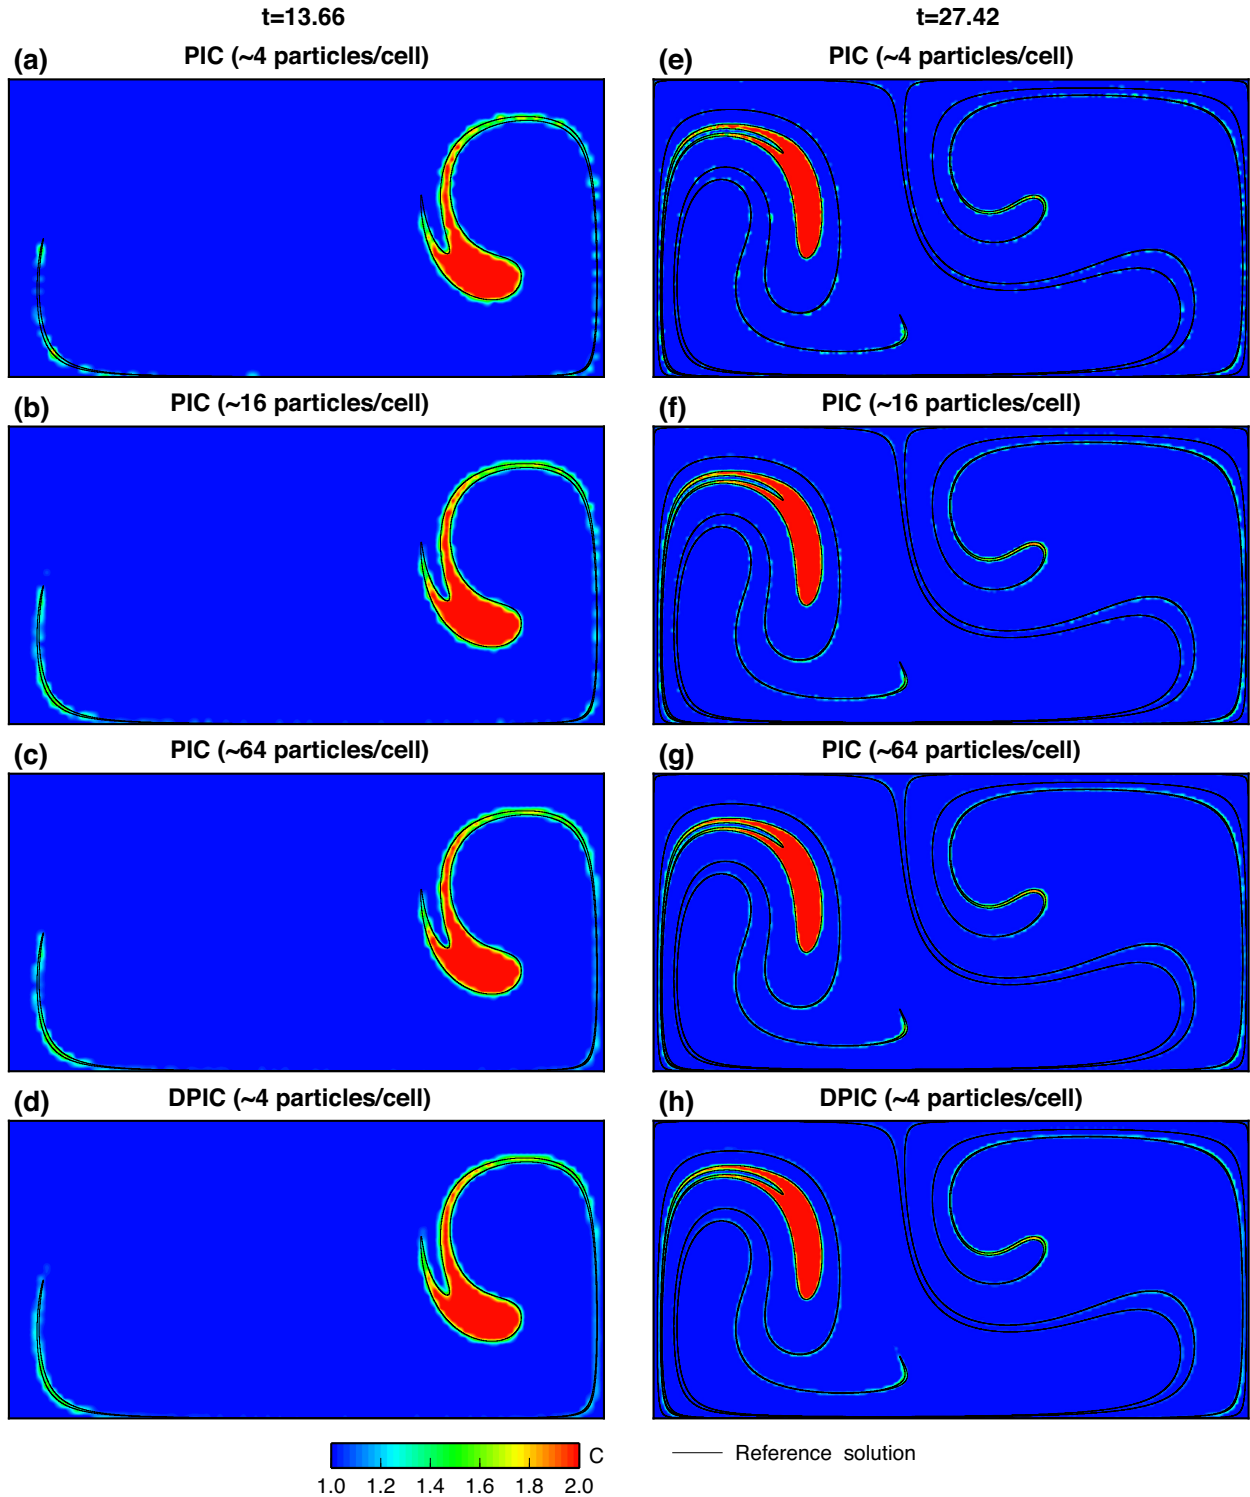 t=13.66
t=27.42
(a) PIC (~4 particles/cell)
(e) PIC (~4 particles/cell)
(b) PIC (~16 particles/cell)
(f) PIC (~16 particles/cell)
(c) PIC (~64 particles/cell)
(g) PIC (~64 particles/cell)
(d) DPIC (~4 particles/cell)
(h) DPIC (~4 particles/cell)
C
Reference solution
1.0 1.2 1.4 1.6 1.8 2.0